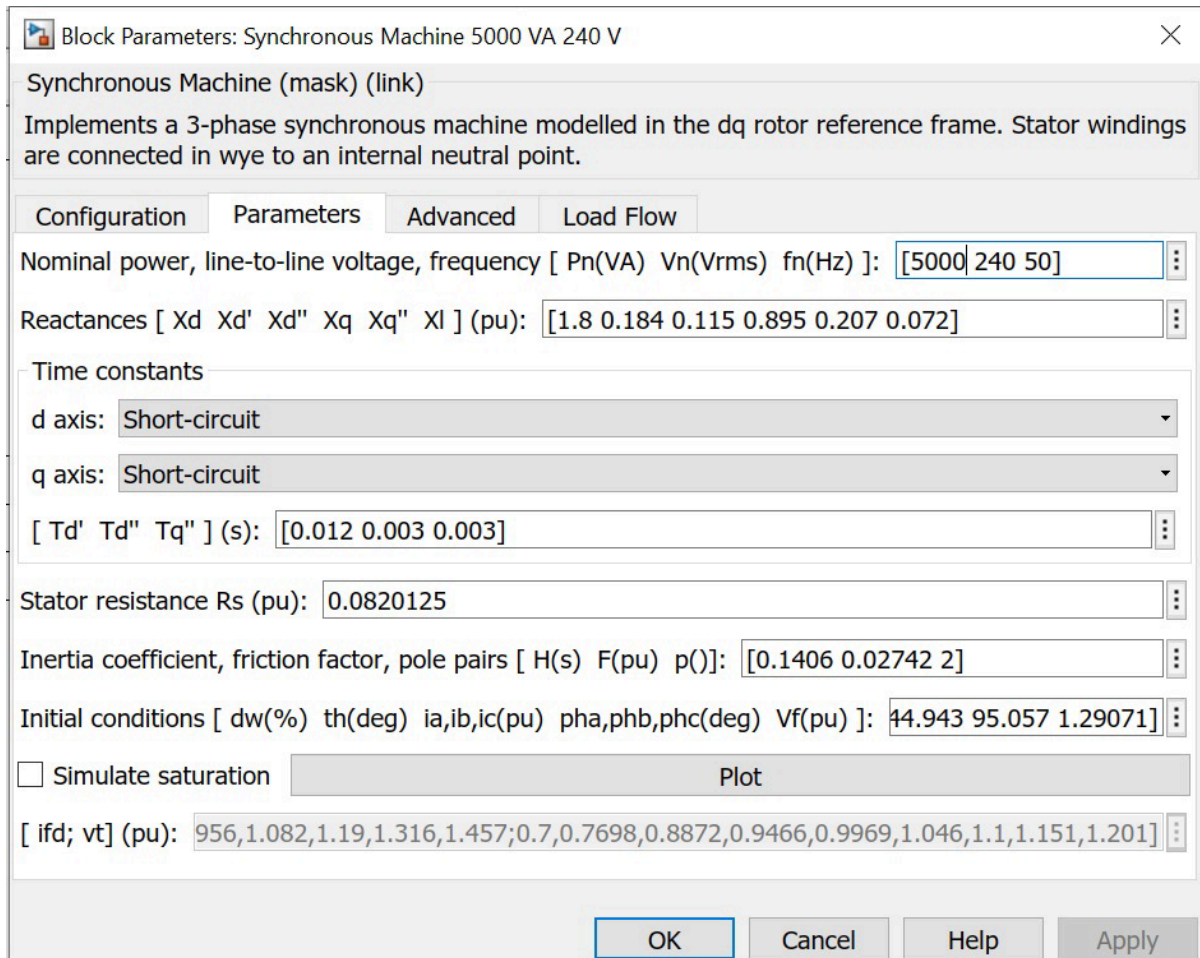 Block Parameters: Synchronous Machine 5000 VA 240 V
Synchronous Machine (mask) (link)
Implements a 3-phase synchronous machine modelled in the dq rotor reference frame. Stator windings
are connected in wye to an internal neutral point.
Configuration Parameters Advanced Load Flow
Nominal power, line-to-line voltage, frequency [ Pn(VA) Vn(Vrms) fn(Hz) ]: [5000 240 50]
Reactances [ Xd Xd' Xd'' Xq Xq'' Xl ] (pu): [1.8 0.184 0.115 0.895 0.207 0.072]
Time constants
d axis: Short-circuit
q axis: Short-circuit
[ Td' Td'' Tq'' ] (s): [0.012 0.003 0.003]
Stator resistance Rs (pu): 0.0820125
Inertia coefficient, friction factor, pole pairs [ H(s) F(pu) p()]: [0.1406 0.02742 2]
Initial conditions [ dw(%) th(deg) ia,ib,ic(pu) pha,phb,phc(deg) Vf(pu) ]: 44.943 95.057 1.29071]
Simulate saturation Plot
[ ifd; vt] (pu): 956,1.082,1.19,1.316,1.457;0.7,0.7698,0.8872,0.9466,0.9969,1.046,1.1,1.151,1.201]
OK Cancel Help Apply